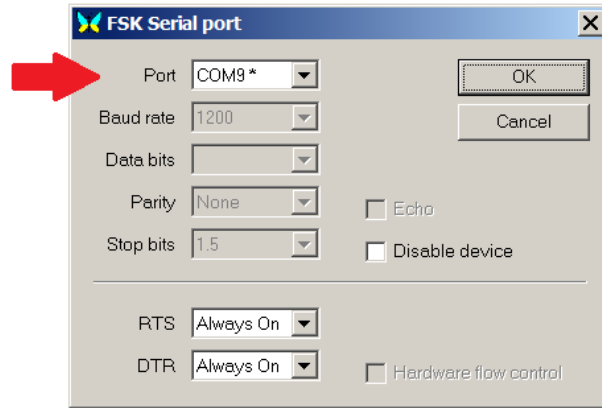 FSK Serial port
Port COM9 * OK
Baud rate 1200 Cancel
Data bits
Parity None Echo
Stop bits 1.5 Disable device
RTS Always On
DTR Always On Hardware flow control